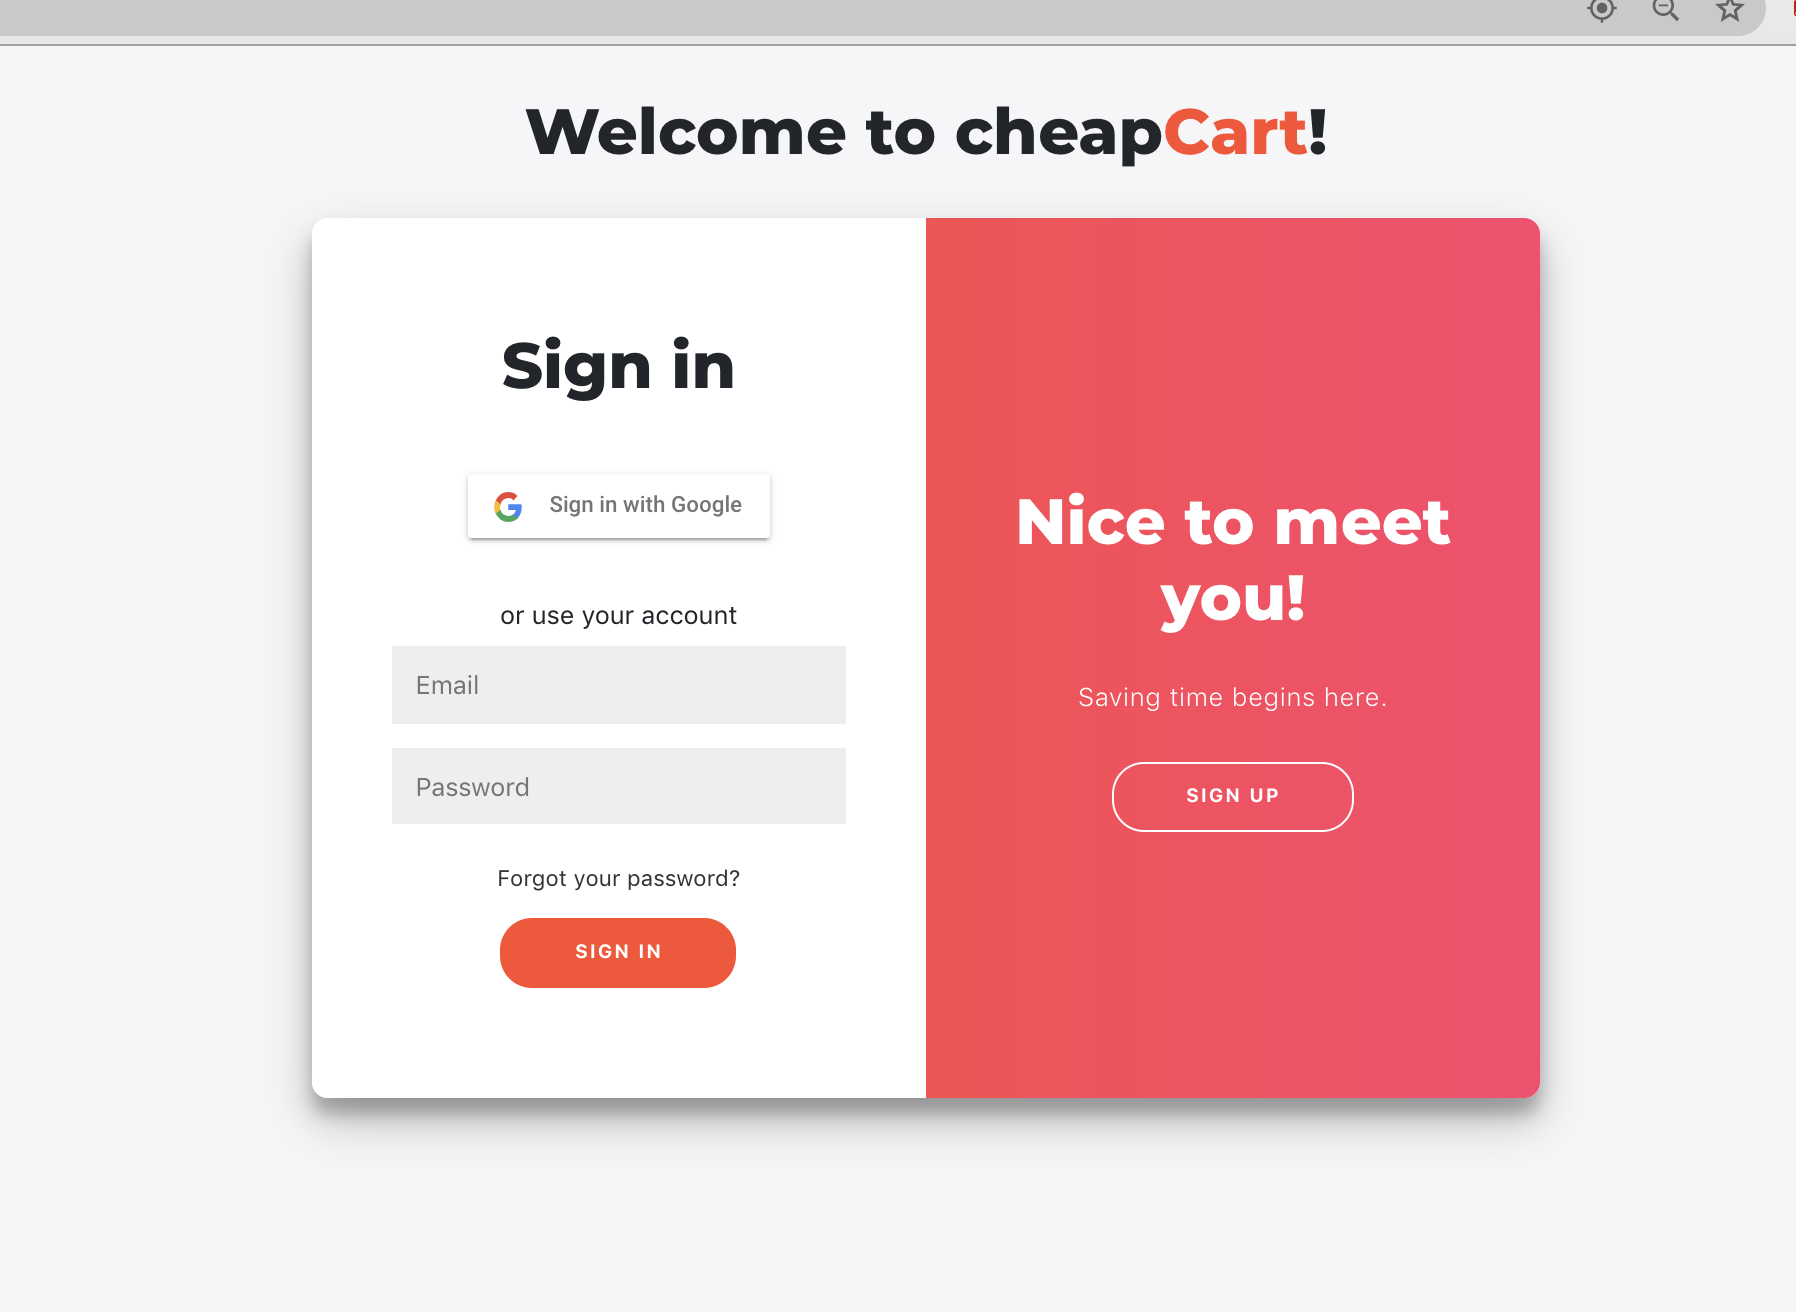 Welcome to cheapCart!
Sign in
Sign in with Google
or use your account
Email
Password
Forgot your password?
SIGN IN
Nice to meet
you!
Saving time begins here.
SIGN UP